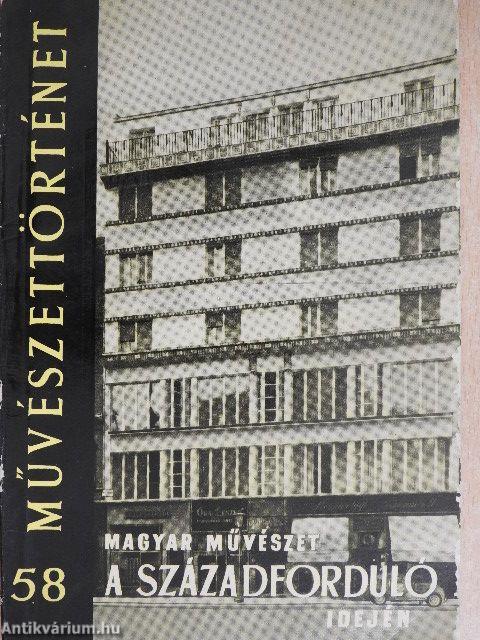 MŰVÉSZETTÖRTÉNET
58
MAGYAR MŰVÉSZET
A SZÁZADFORDULÓ
IDEJÉN
Antikvárium.hu